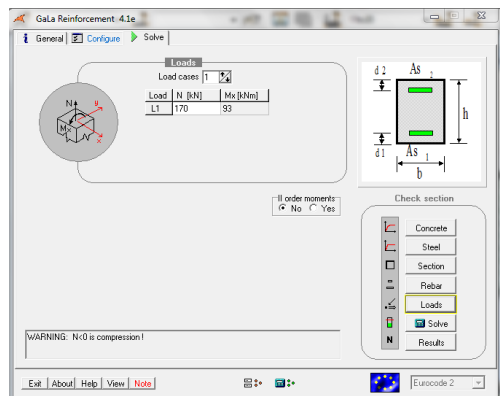 GaLa Reinforcement 4.1e
General Configure Solve
Loads
Load cases 1
Load N [kN] Mx [kNm]
L1 170 93
N y
Mx
x
d 2 As 2
h
d 1 As 1
b
II order moments
No Yes
Check section
Concrete
Steel
Section
Rebar
Loads
Solve
N Results
WARNING: N<0 is compression !
Exit About Help View Note
Eurocode 2